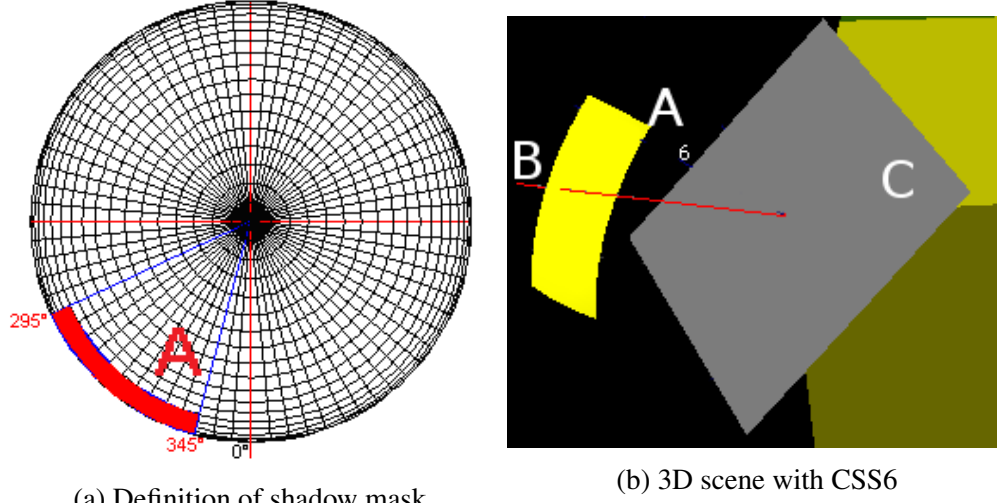 295°
A
345°
0°
(a) Definition of shadow mask
A
6
B
C
(b) 3D scene with CSS6